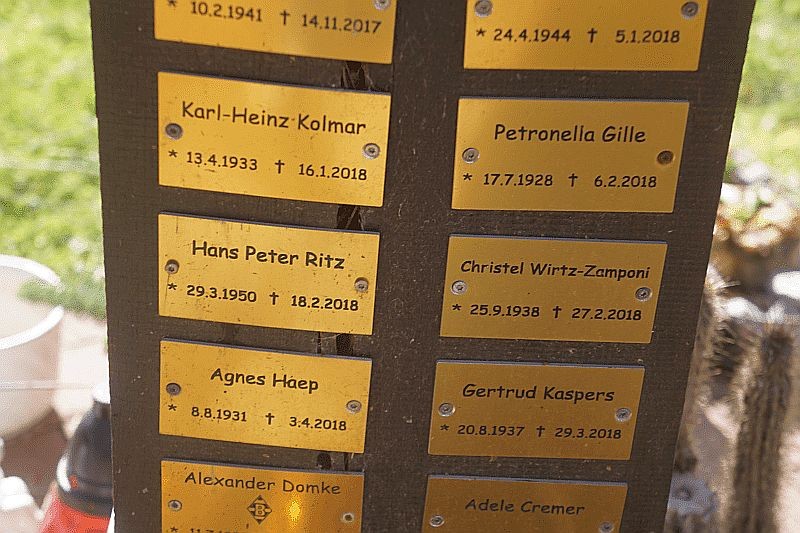 * 10.2.1941 † 14.11.2017
Karl-Heinz Kolmar
* 13.4.1933 † 16.1.2018
Hans Peter Ritz
* 29.3.1950 † 18.2.2018
Agnes Haep
* 8.8.1931 † 3.4.2018
Alexander Domke
B
* 24.4.1944 † 5.1.2018
Petronella Gille
* 17.7.1928 † 6.2.2018
Christel Wirtz-Zamponi
* 25.9.1938 † 27.2.2018
Gertrud Kaspers
* 20.8.1937 † 29.3.2018
Adele Cremer